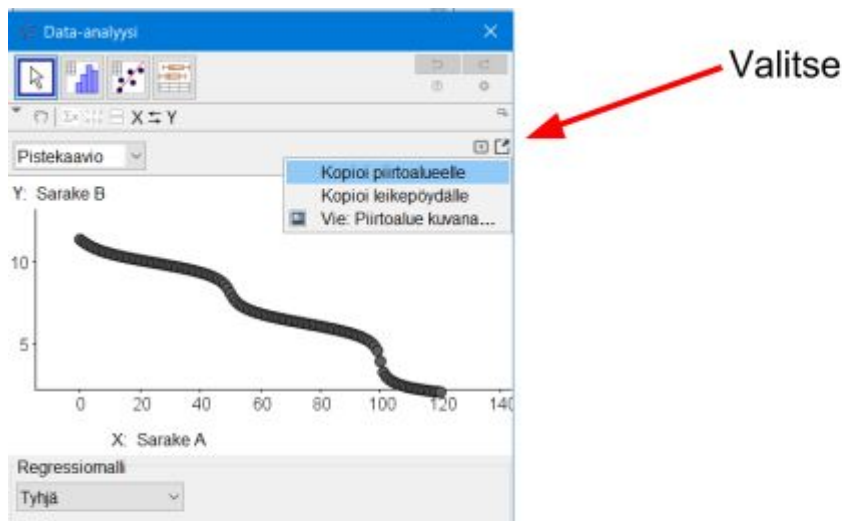 Data-analyysi
Valitse
X ⇆ Y
Pistekaavio
Kopioi piirtoalueelle
Kopioi leikepöydälle
Vie: Piirtoalue kuvana...
Y: Sarake B
10
5
0 20 40 60 80 100 120 140
X: Sarake A
Regressiomalli
Tyhjä